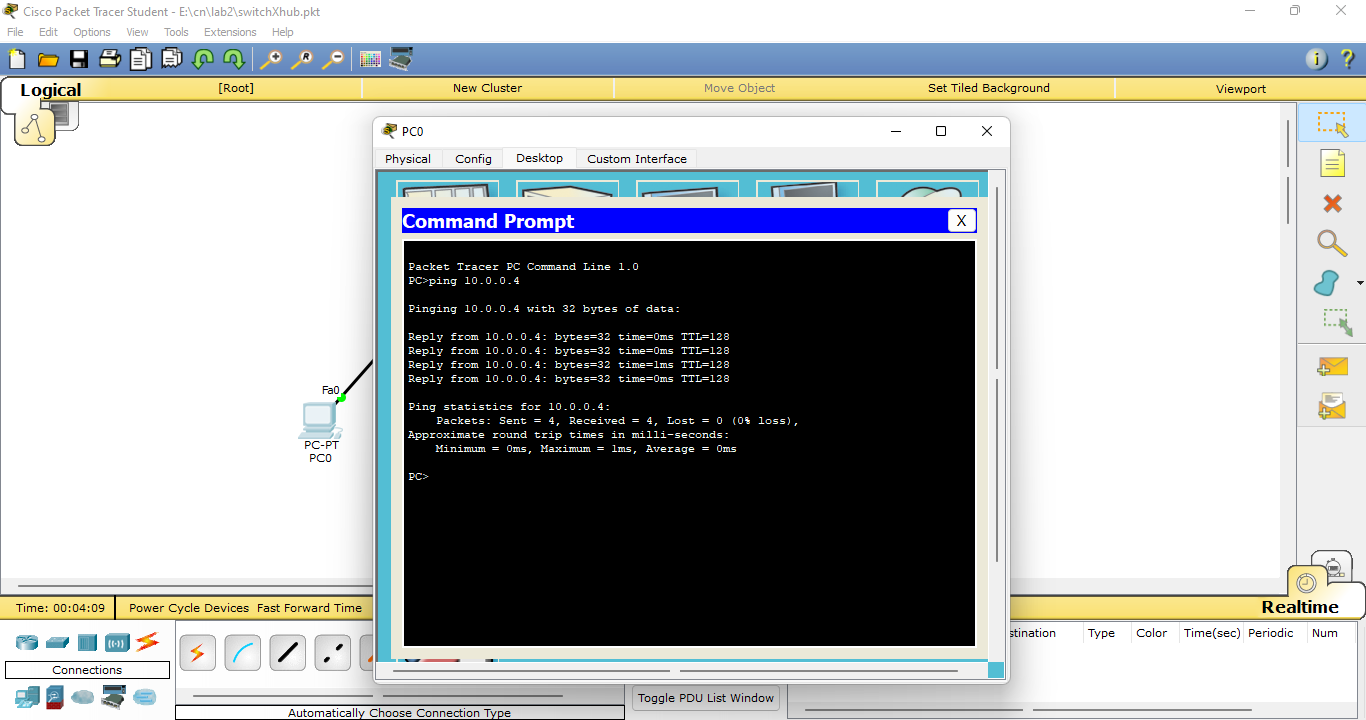 Cisco Packet Tracer Student - E:\cn\lab2\switchXhub.pkt
File Edit Options View Tools Extensions Help
Logical [Root] New Cluster Move Object Set Tiled Background Viewport
PC0
Physical Config Desktop Custom Interface
Command Prompt X
Packet Tracer PC Command Line 1.0
PC>ping 10.0.0.4
Pinging 10.0.0.4 with 32 bytes of data:
Reply from 10.0.0.4: bytes=32 time=0ms TTL=128
Reply from 10.0.0.4: bytes=32 time=0ms TTL=128
Reply from 10.0.0.4: bytes=32 time=1ms TTL=128
Reply from 10.0.0.4: bytes=32 time=0ms TTL=128
Ping statistics for 10.0.0.4:
Packets: Sent = 4, Received = 4, Lost = 0 (0% loss),
Approximate round trip times in milli-seconds:
Minimum = 0ms, Maximum = 1ms, Average = 0ms
PC>
Fa0
PC-PT
PC0
Time: 00:04:09 Power Cycle Devices Fast Forward Time Realtime
Connections
Automatically Choose Connection Type
Toggle PDU List Window
stination Type Color Time(sec) Periodic Num